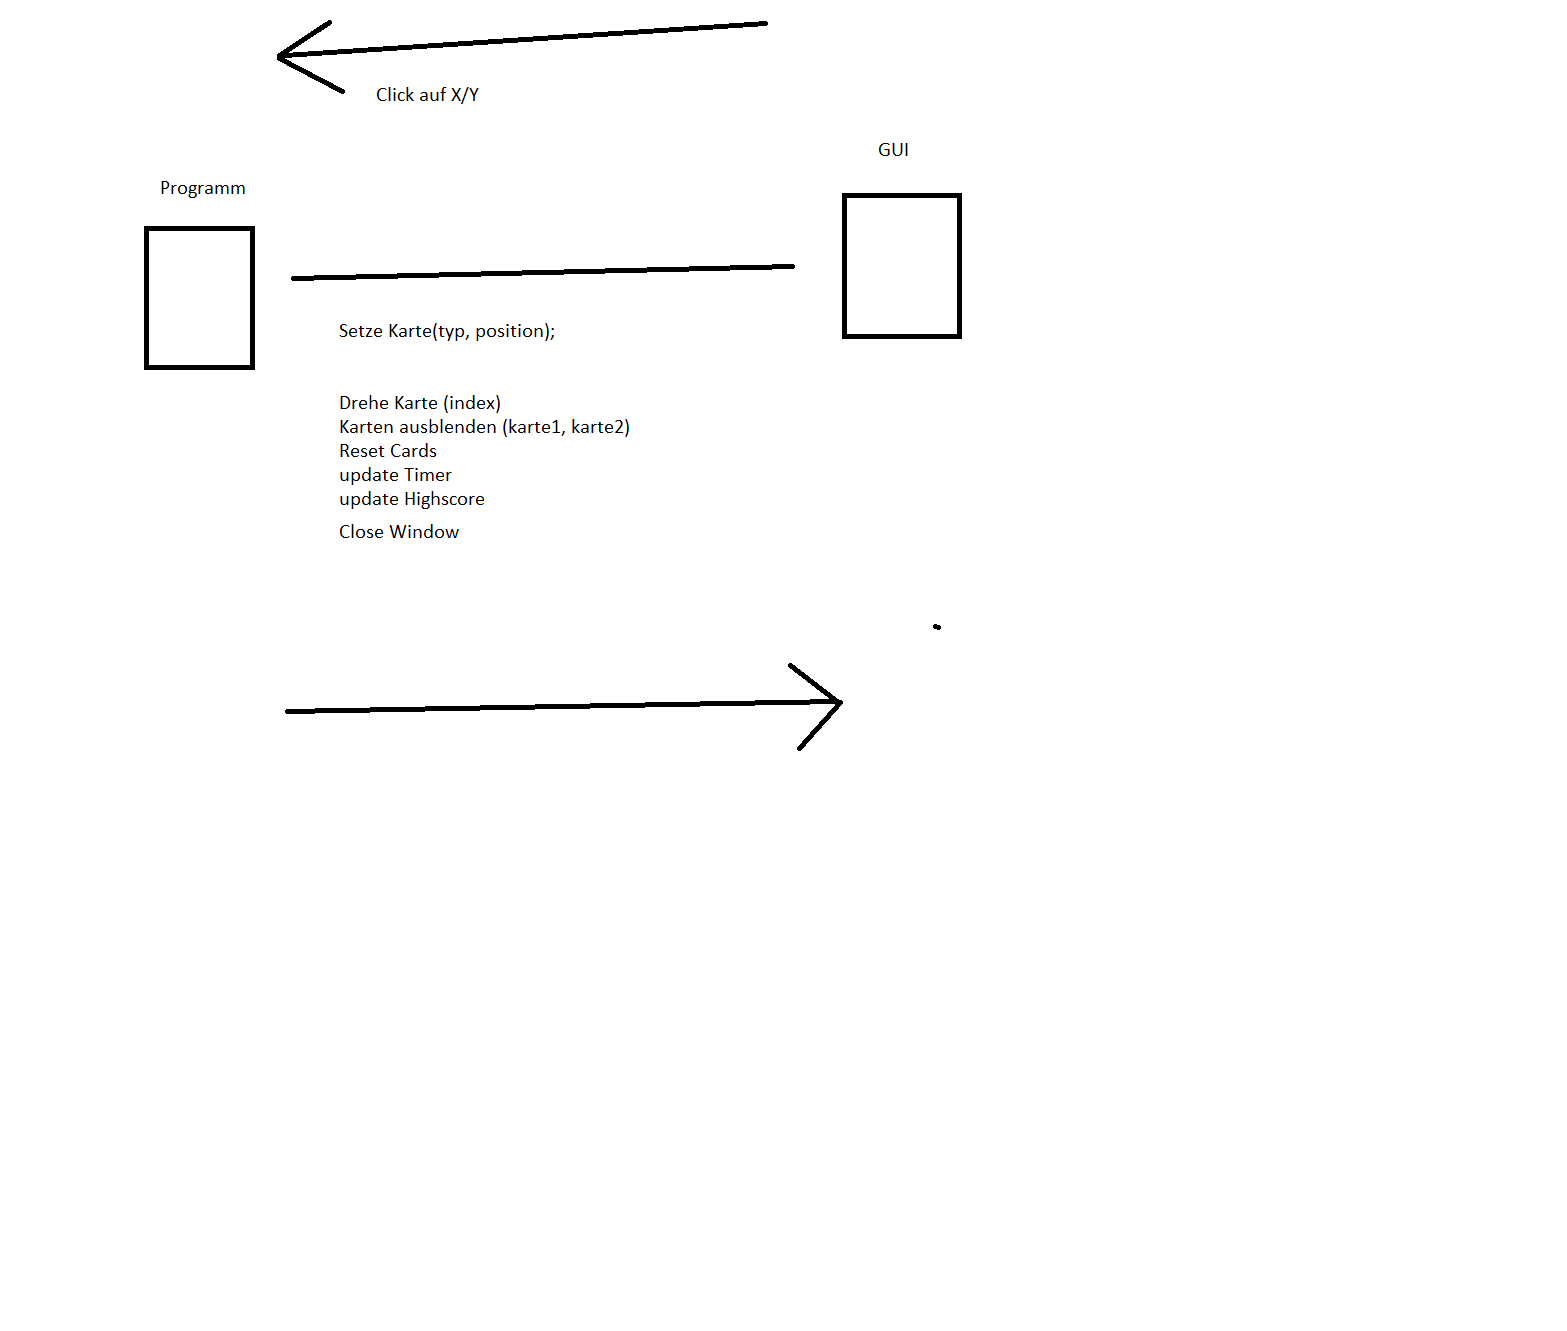 Click auf X/Y
GUI
Programm
Setze Karte(typ, position);
Drehe Karte (index)
Karten ausblenden (karte1, karte2)
Reset Cards
update Timer
update Highscore
Close Window